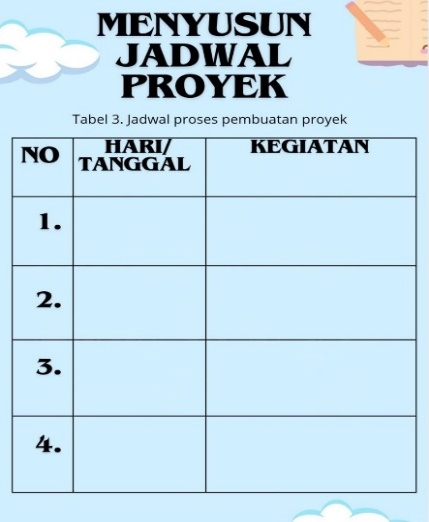 MENYUSUN
JADWAL
PROYEK
Tabel 3. Jadwal proses pembuatan proyek
NO
HARI/
TANGGAL
KEGIATAN
1.
2.
3.
4.